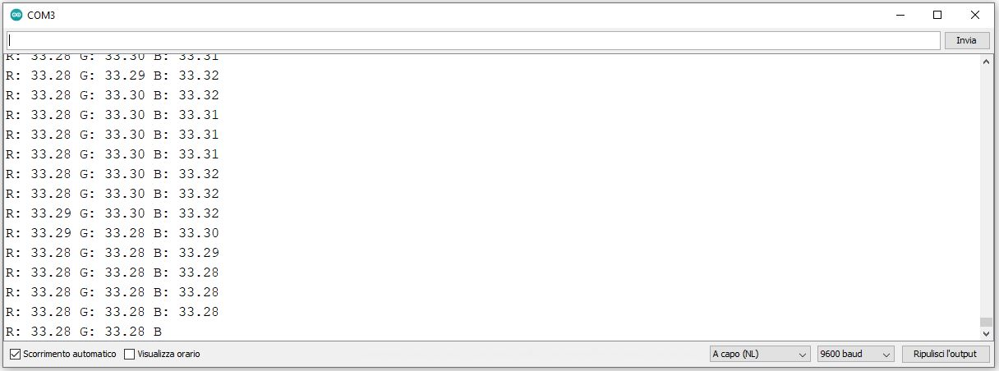 COM3
Invia
R: 33.28 G: 33.30 B: 33.31
R: 33.28 G: 33.29 B: 33.32
R: 33.28 G: 33.30 B: 33.32
R: 33.28 G: 33.30 B: 33.31
R: 33.28 G: 33.30 B: 33.31
R: 33.28 G: 33.30 B: 33.31
R: 33.28 G: 33.30 B: 33.32
R: 33.28 G: 33.30 B: 33.32
R: 33.29 G: 33.30 B: 33.32
R: 33.29 G: 33.28 B: 33.30
R: 33.28 G: 33.28 B: 33.29
R: 33.28 G: 33.28 B: 33.28
R: 33.28 G: 33.28 B: 33.28
R: 33.28 G: 33.28 B: 33.28
R: 33.28 G: 33.28 B
Scorrimento automatico Visualizza orario A capo (NL) 9600 baud Ripulisci l'output